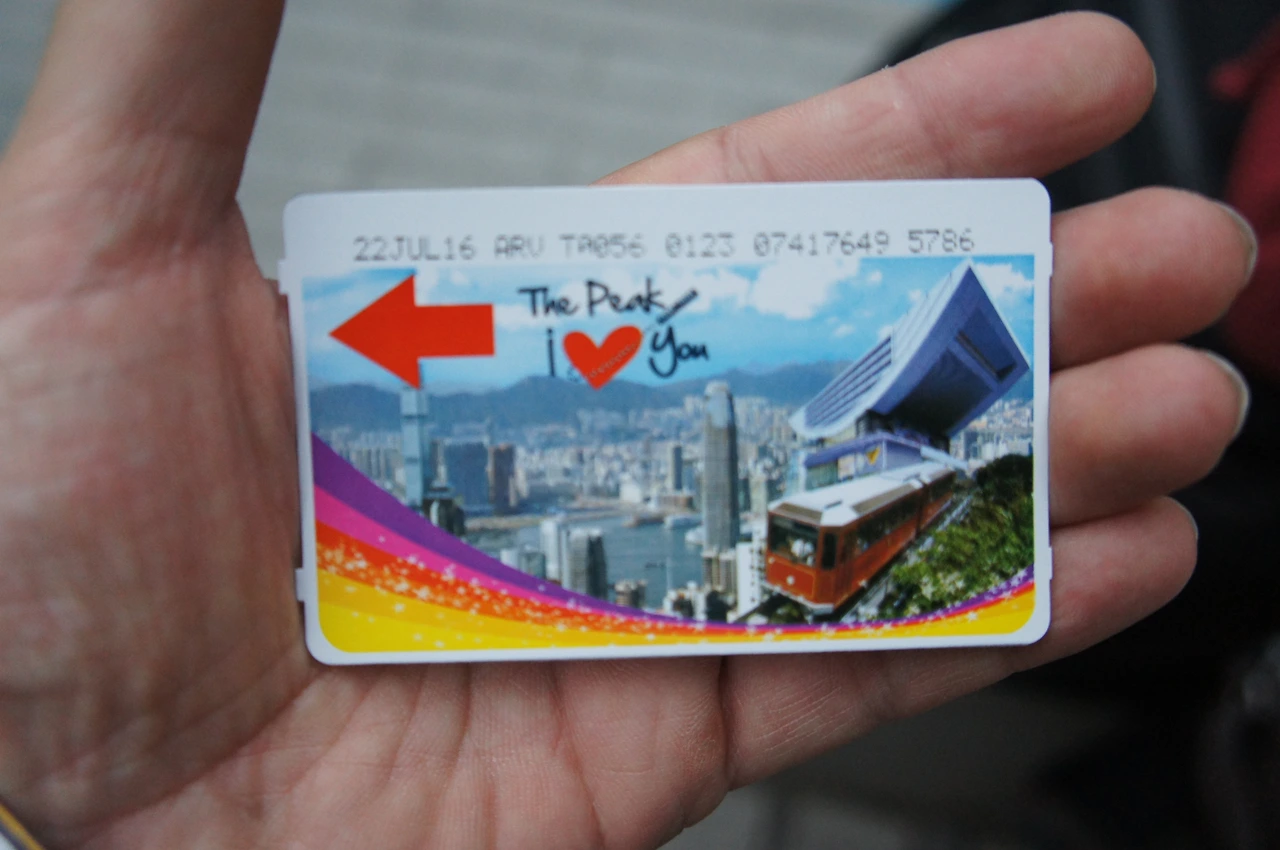 22JUL16 ARV TA056 0123 07417649 5786
The Peak
i ♥ You